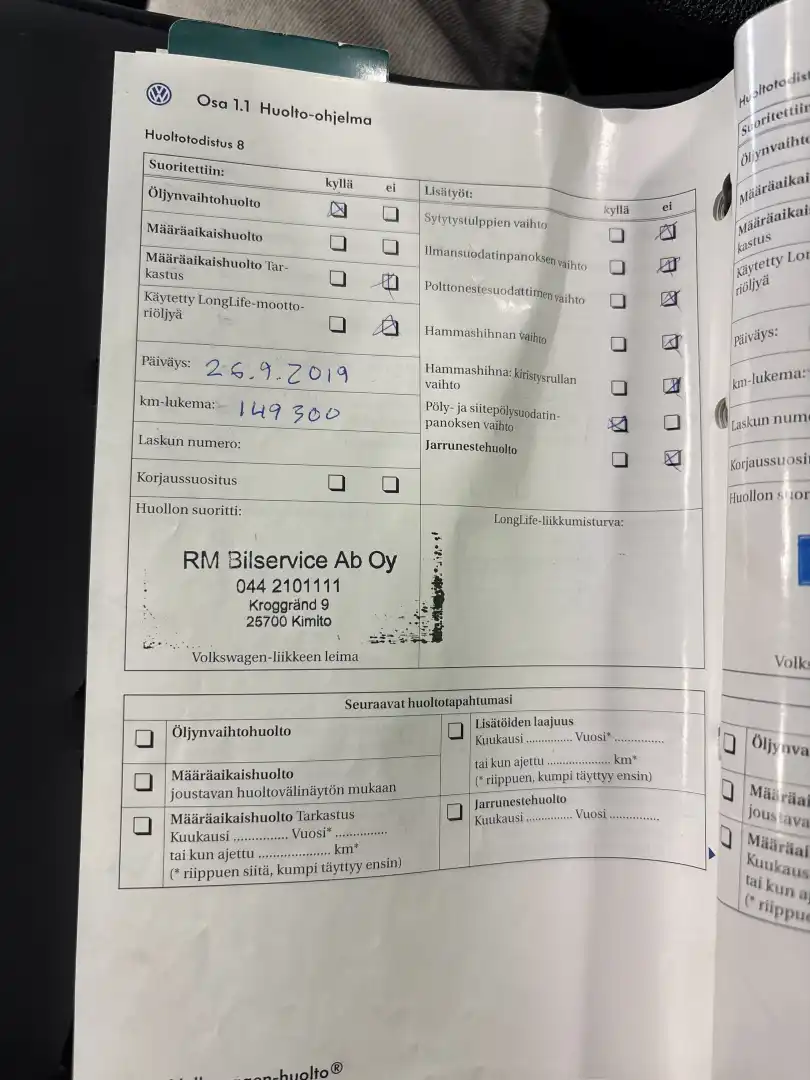 Osa 1.1 Huolto-ohjelma
Huoltotodistus 8
Suoritettiin:
kyllä ei
Öljynvaihtohuolto
Määräaikaishuolto
Määräaikaishuolto Tar-
kastus
Käytetty LongLife-mootto-
riöljyä
Päiväys: 26.9.2019
km-lukema: 149 300
Laskun numero:
Korjaussuositus
Huollon suoritti:
RM Bilservice Ab Oy
044 2101111
Kroggränd 9
25700 Kimito
Volkswagen-liikkeen leima
Lisätyöt:
kyllä ei
Sytytystulppien vaihto
Ilmansuodatinpanoksen vaihto
Polttonestesuodattimen vaihto
Hammashihnan vaihto
Hammashihna: kiristysrullan
vaihto
Pöly- ja siitepölysuodatin-
panoksen vaihto
Jarrunestehuolto
LongLife-liikkumisturva:
Seuraavat huoltotapahtumasi
Öljynvaihtohuolto
Määräaikaishuolto
joustavan huoltovälinäytön mukaan
Määräaikaishuolto Tarkastus
Kuukausi .............. Vuosi* ..............
tai kun ajettu .................... km*
(* riippuen siitä, kumpi täyttyy ensin)
Lisätöiden laajuus
Kuukausi .............. Vuosi* ..............
tai kun ajettu .................... km*
(* riippuen, kumpi täyttyy ensin)
Jarrunestehuolto
Kuukausi .............. Vuosi ..............
Päiväys:
km-lukema: